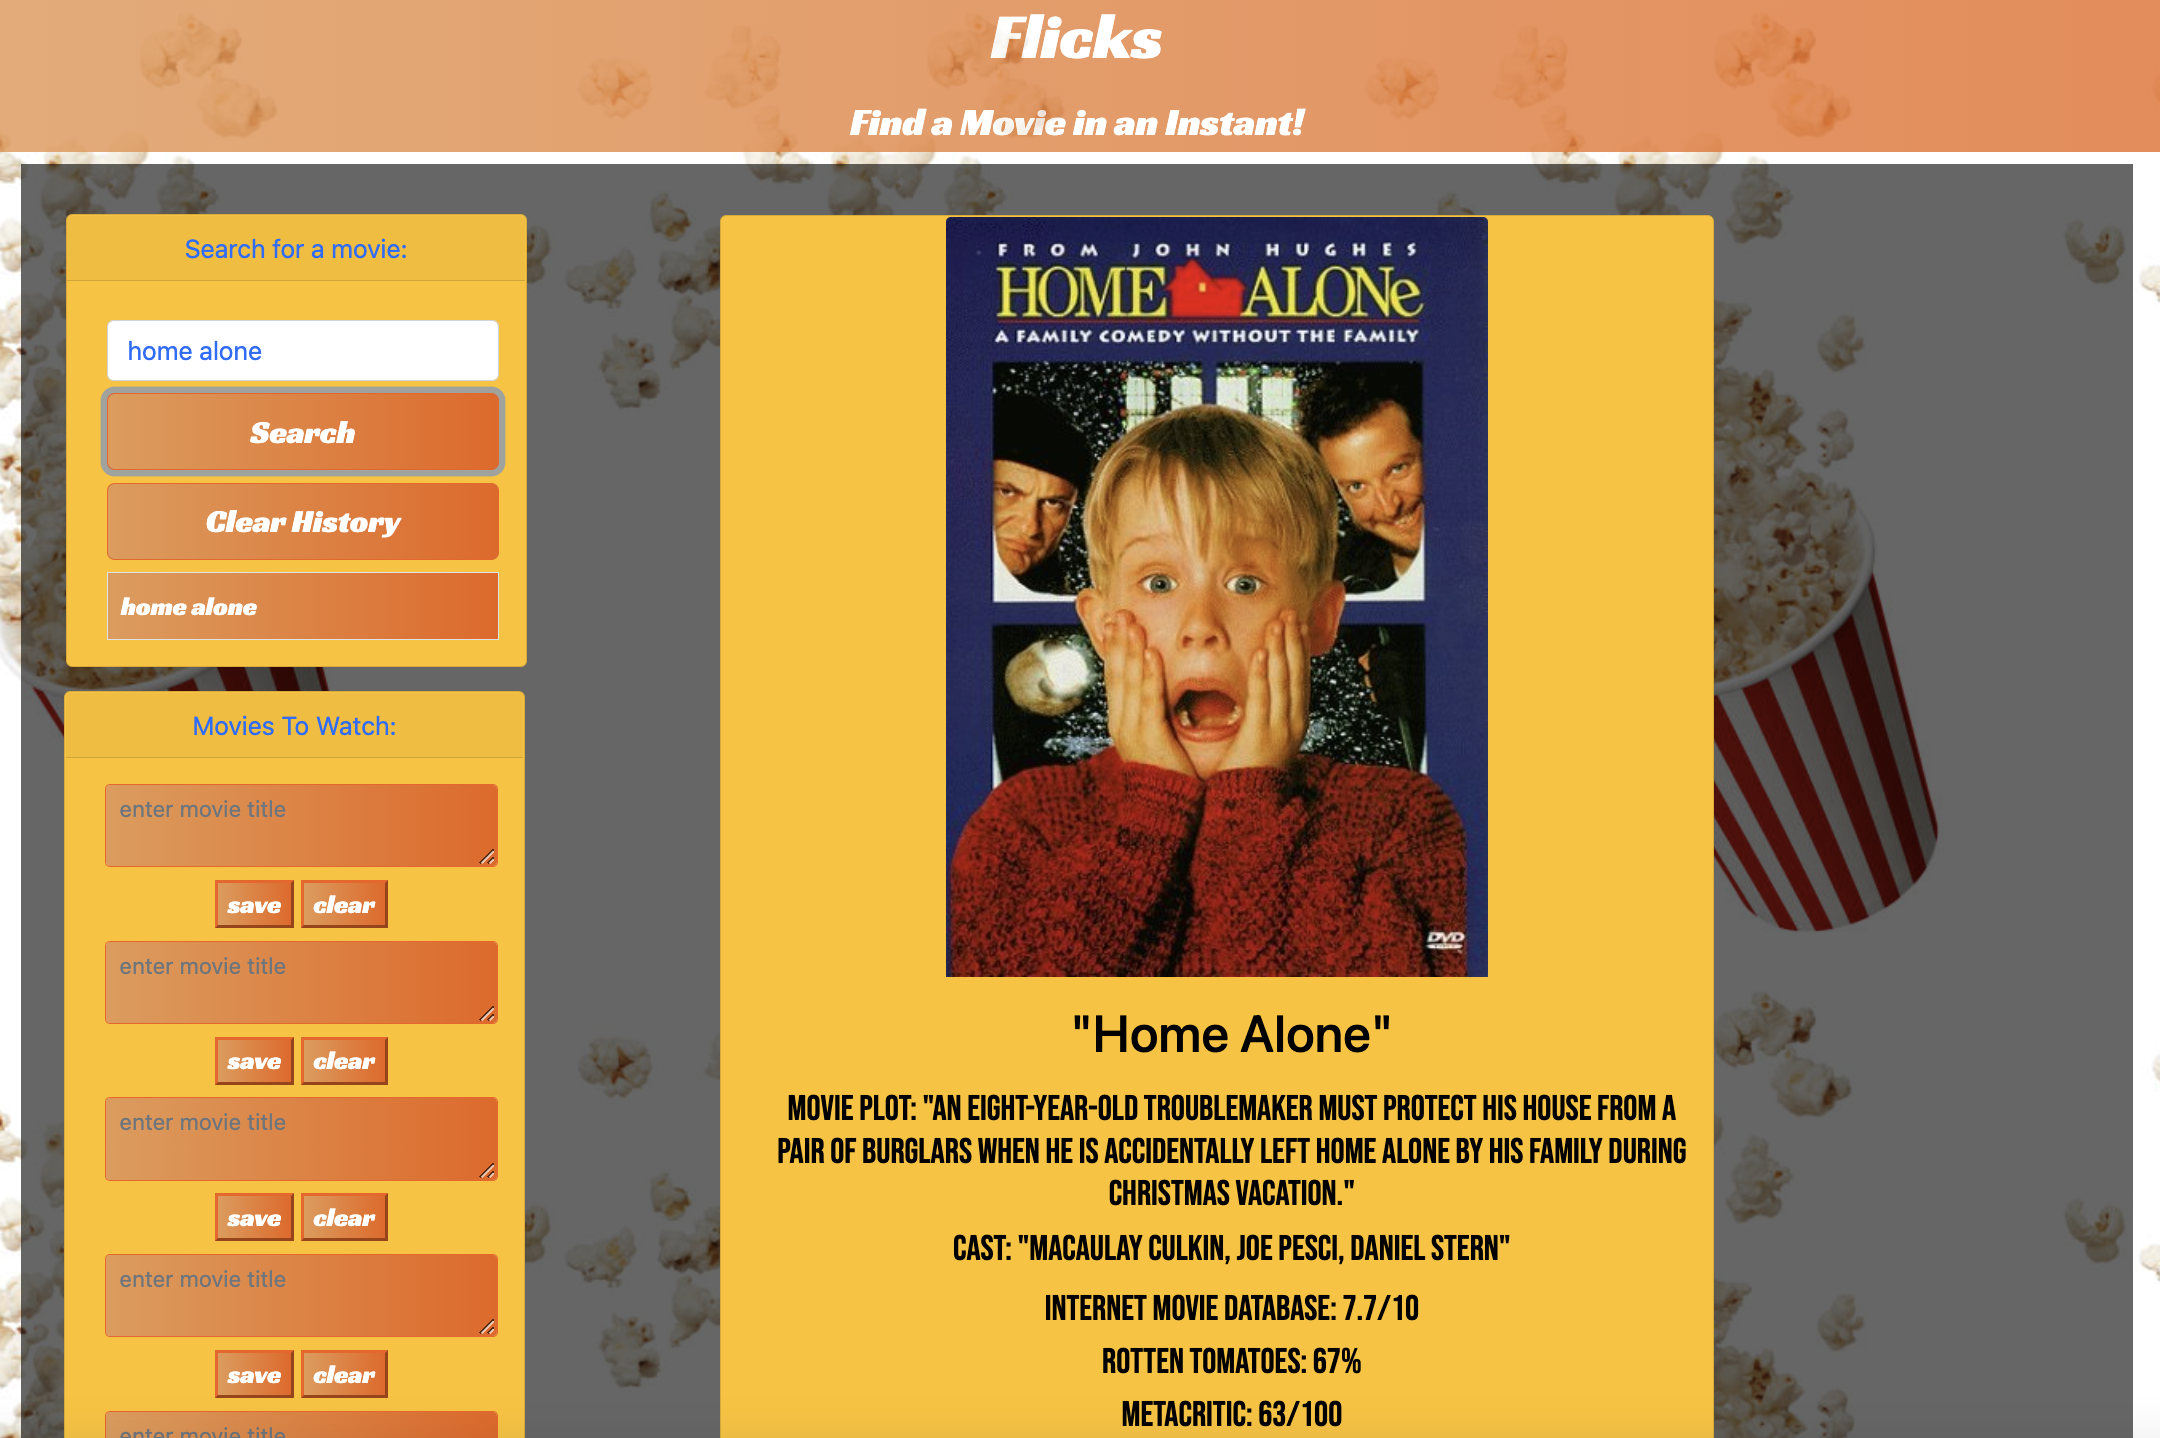 Flicks
Find a Movie in an Instant!
Search for a movie:
home alone
Search
Clear History
home alone
Movies To Watch:
enter movie title
save clear
enter movie title
save clear
enter movie title
save clear
enter movie title
save clear
enter movie title
FROM JOHN HUGHES
HOME ALONe
A FAMILY COMEDY WITHOUT THE FAMILY
DVD
"Home Alone"
MOVIE PLOT: "AN EIGHT-YEAR-OLD TROUBLEMAKER MUST PROTECT HIS HOUSE FROM A
PAIR OF BURGLARS WHEN HE IS ACCIDENTALLY LEFT HOME ALONE BY HIS FAMILY DURING
CHRISTMAS VACATION."
CAST: "MACAULAY CULKIN, JOE PESCI, DANIEL STERN"
INTERNET MOVIE DATABASE: 7.7/10
ROTTEN TOMATOES: 67%
METACRITIC: 63/100